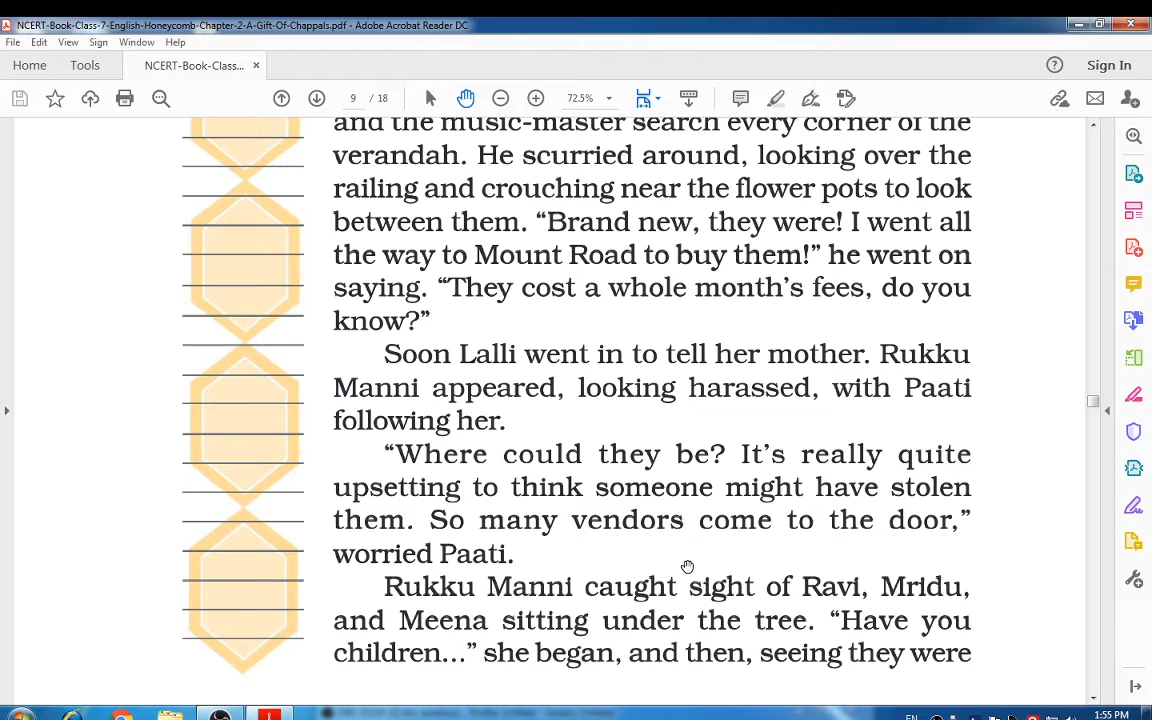 NCERT-Book-Class-7-English-Honeycomb-Chapter-2-A-Gift-Of-Chappals.pdf - Adobe Acrobat Reader DC
File Edit View Sign Window Help
Home Tools NCERT-Book-Class... × Sign In
9 / 18 72.5%
and the music-master search every corner of the
verandah. He scurried around, looking over the
railing and crouching near the flower pots to look
between them. “Brand new, they were! I went all
the way to Mount Road to buy them!” he went on
saying. “They cost a whole month’s fees, do you
know?”
Soon Lalli went in to tell her mother. Rukku
Manni appeared, looking harassed, with Paati
following her.
“Where could they be? It’s really quite
upsetting to think someone might have stolen
them. So many vendors come to the door,”
worried Paati.
Rukku Manni caught sight of Ravi, Mridu,
and Meena sitting under the tree. “Have you
children...” she began, and then, seeing they were
EN 1:55 PM